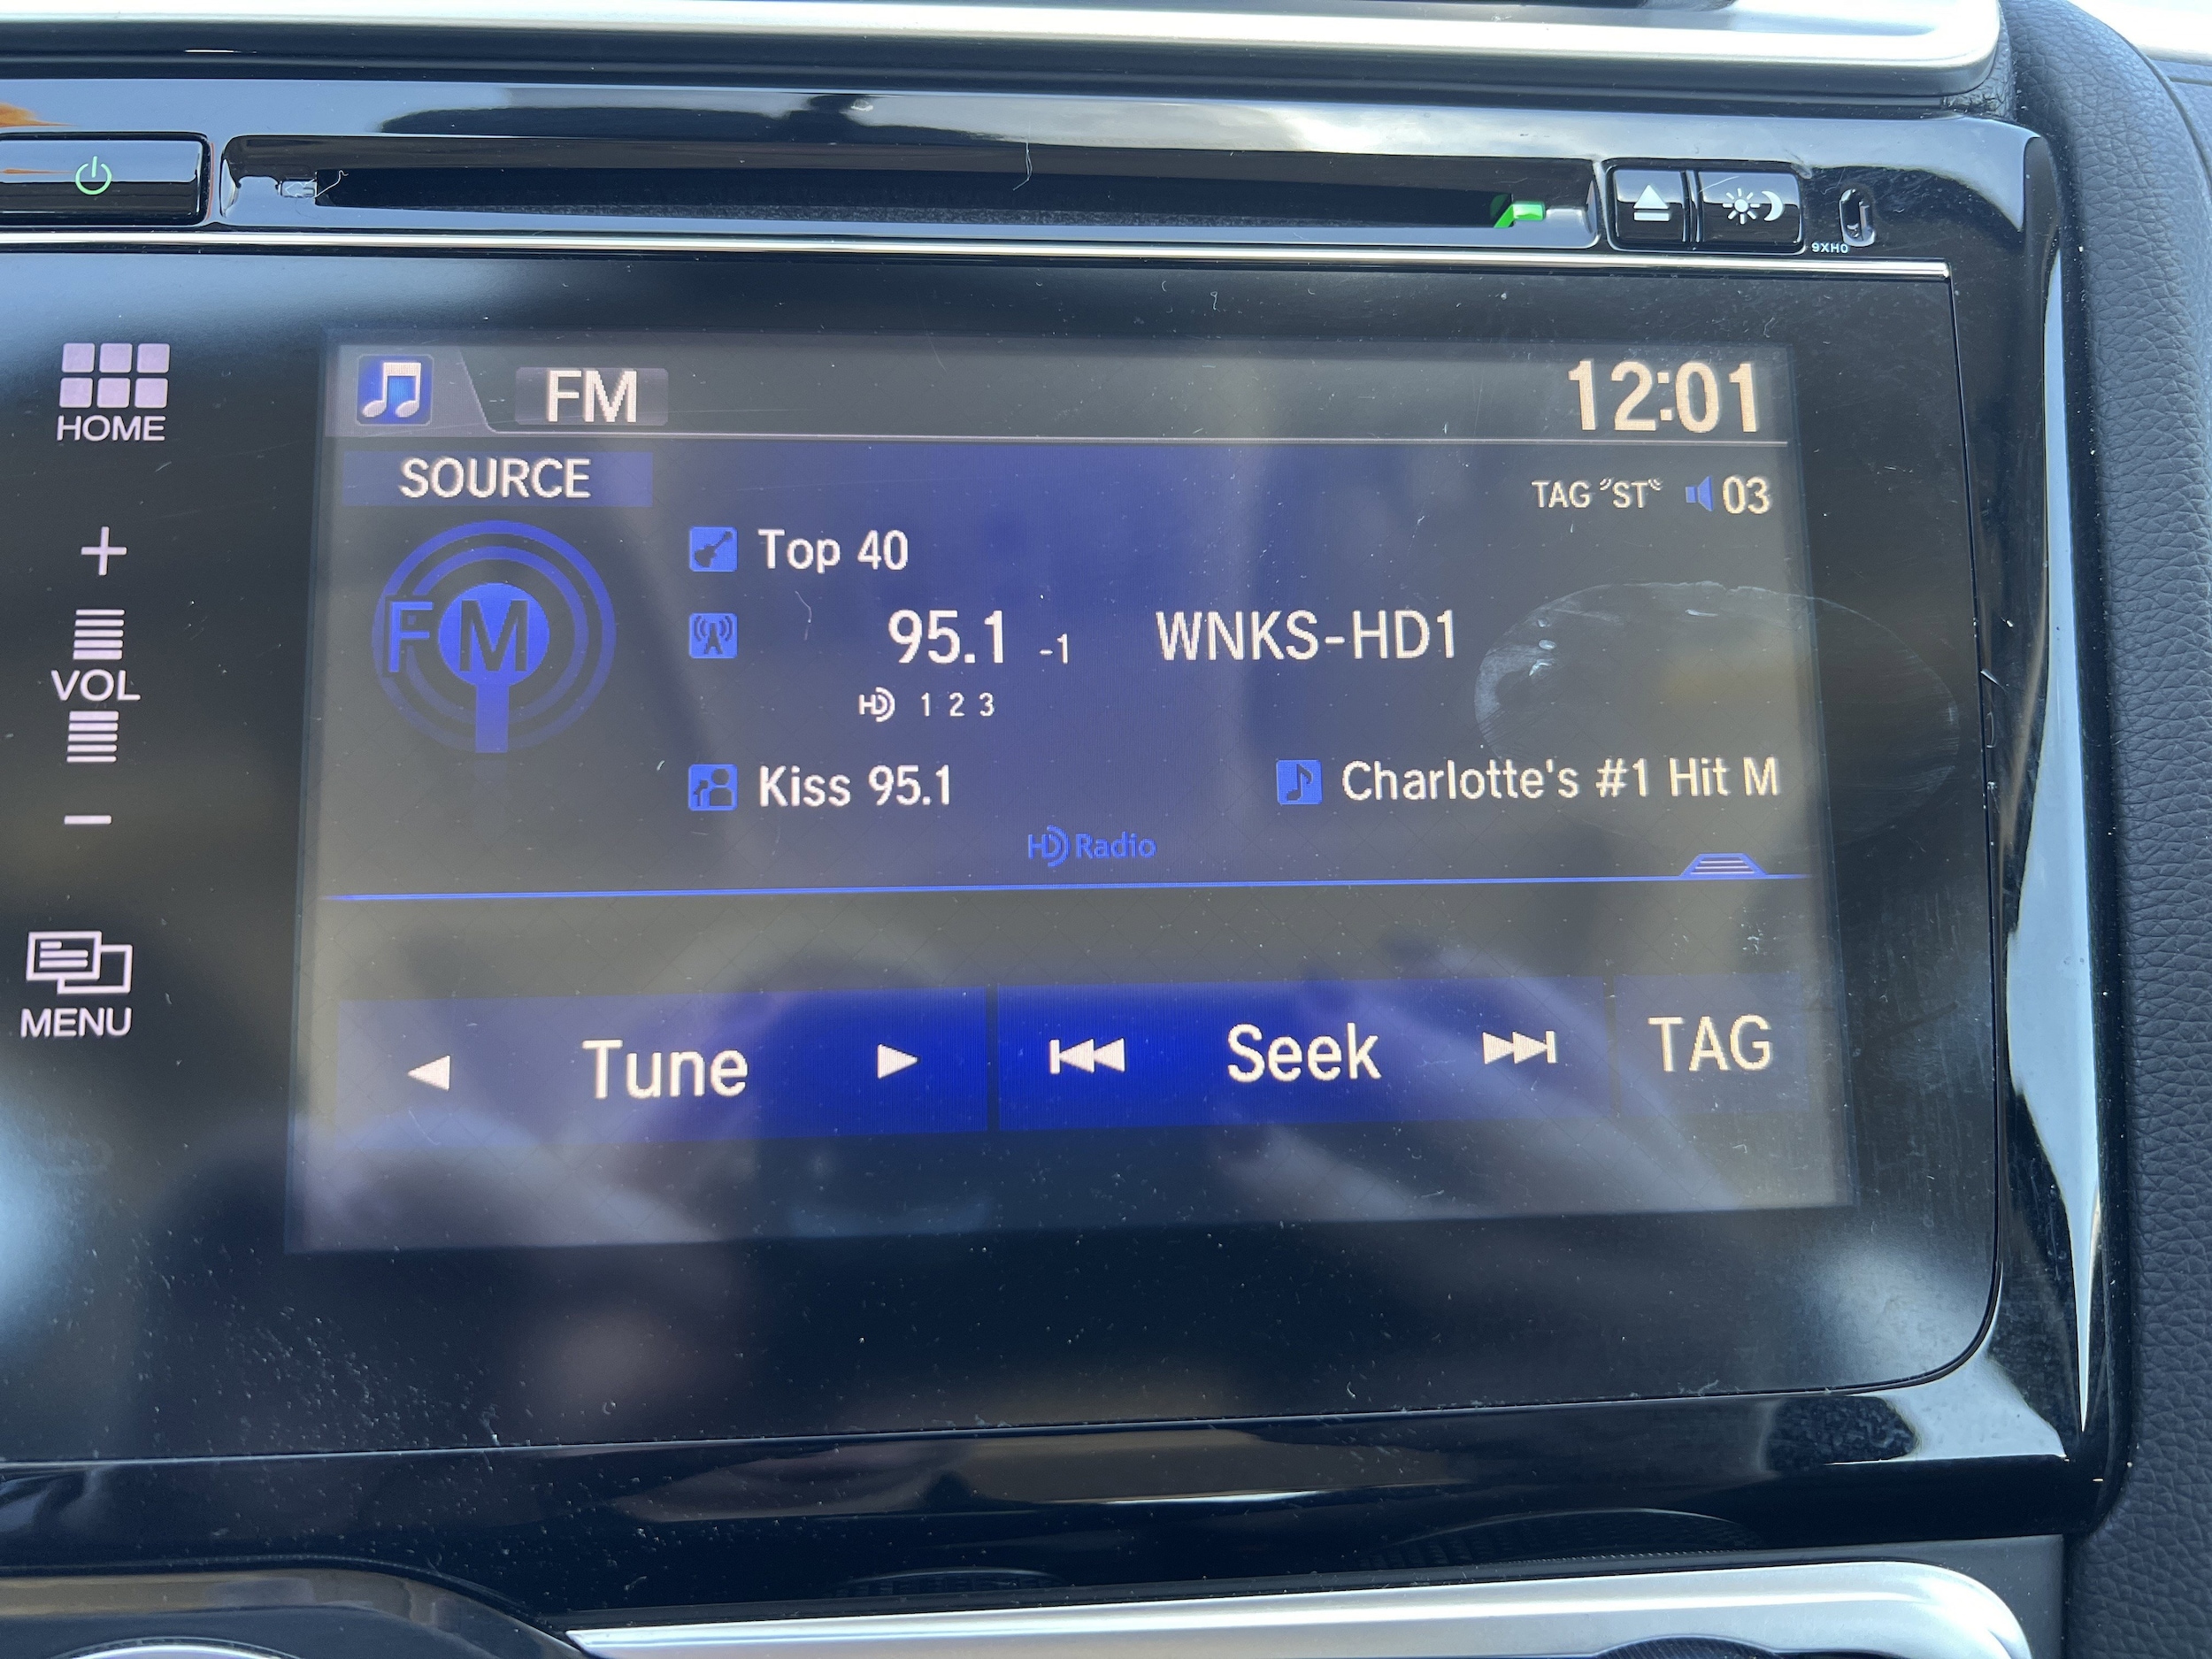 9XH0
HOME
FM 12:01
SOURCE
TAG "ST" 03
Top 40
FM
95.1 -1 WNKS-HD1
HD 1 2 3
VOL
Kiss 95.1 Charlotte's #1 Hit M
HD Radio
MENU
Tune Seek TAG